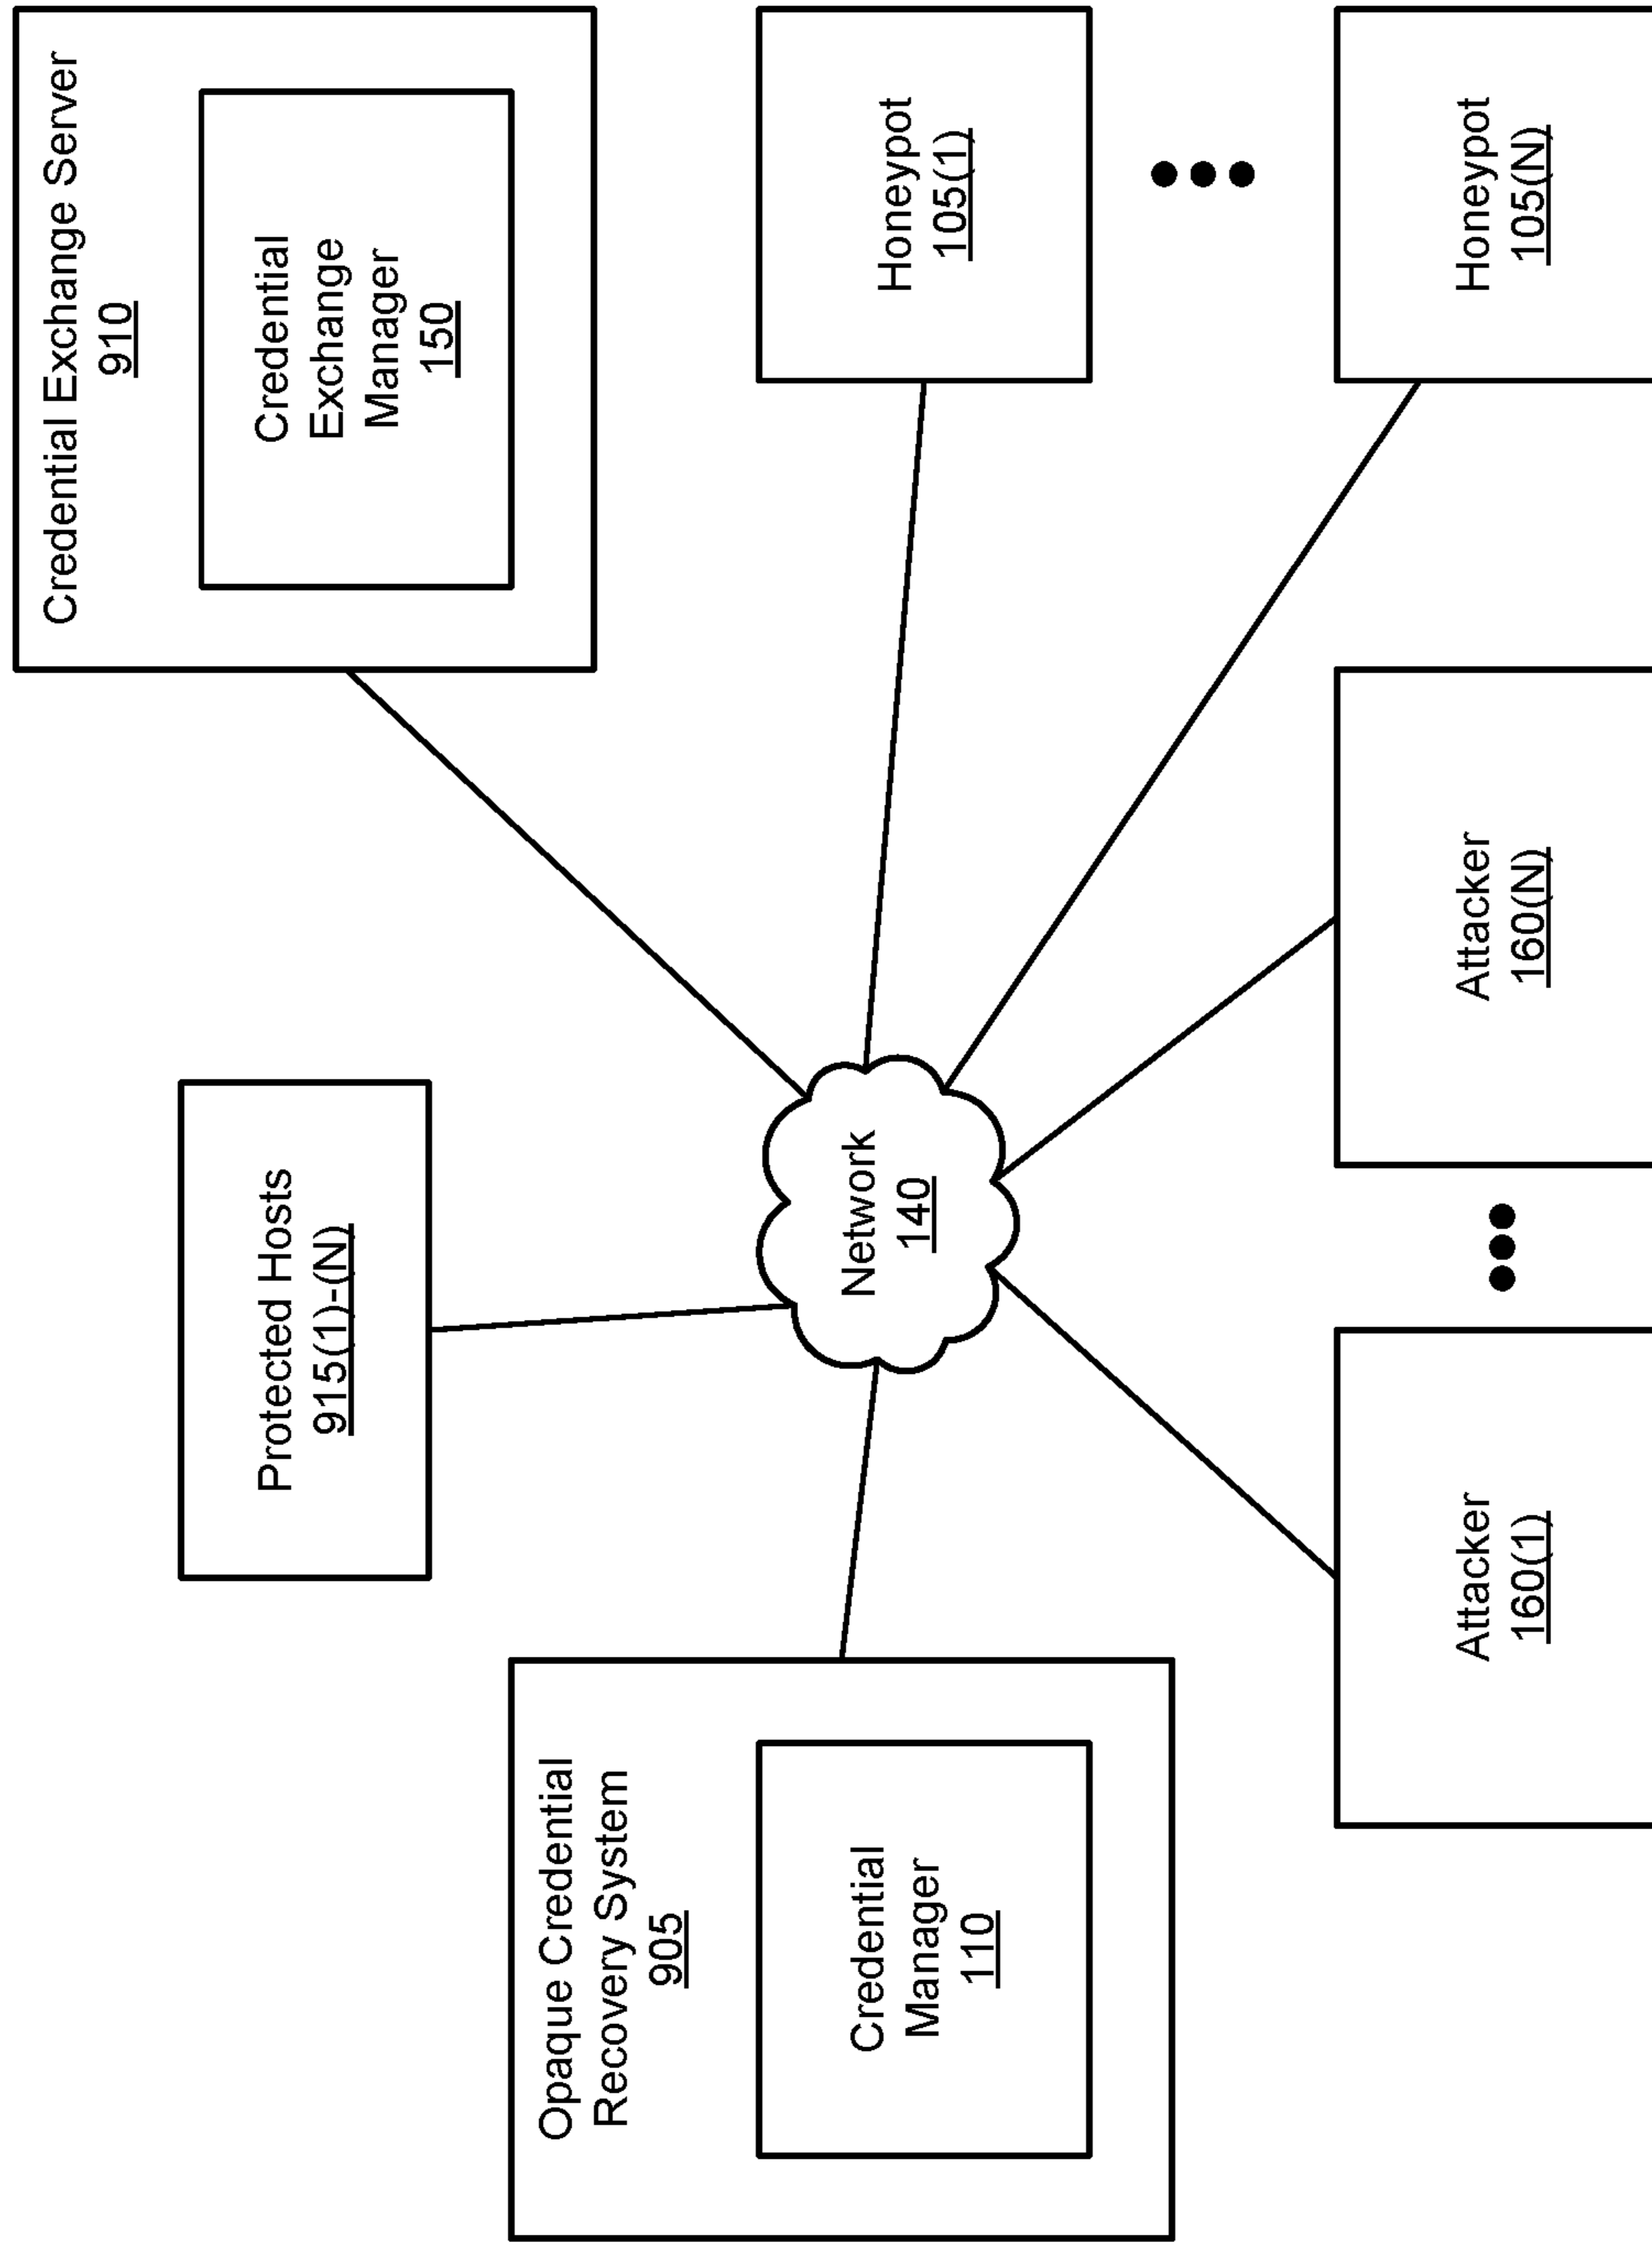 Credential Exchange Server
910
Credential
Exchange
Manager
150
Protected Hosts
915(1)-(N)
Opaque Credential
Recovery System
905
Credential
Manager
110
Network
140
Honeypot
105(1)
Honeypot
105(N)
Attacker
160(1)
Attacker
160(N)